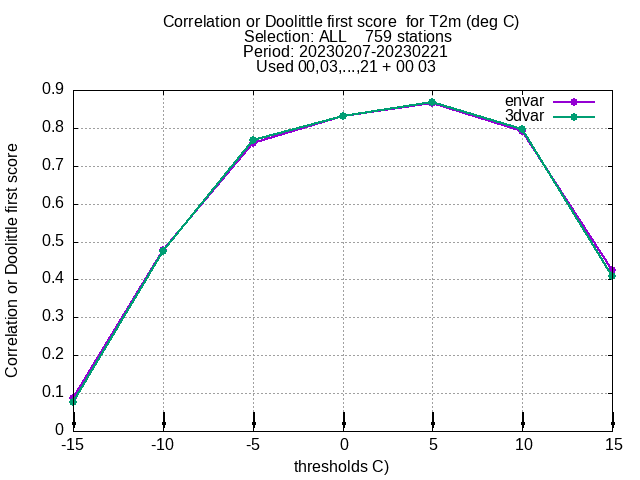 Correlation or Doolittle first score  for T2m (deg C)
Selection: ALL    759 stations
Period: 20230207-20230221
Used 00,03,...,21 + 00 03
envar
3dvar
Correlation or Doolittle first score
0.9
0.8
0.7
0.6
0.5
0.4
0.3
0.2
0.1
0
-15 -10 -5 0 5 10 15
thresholds C)